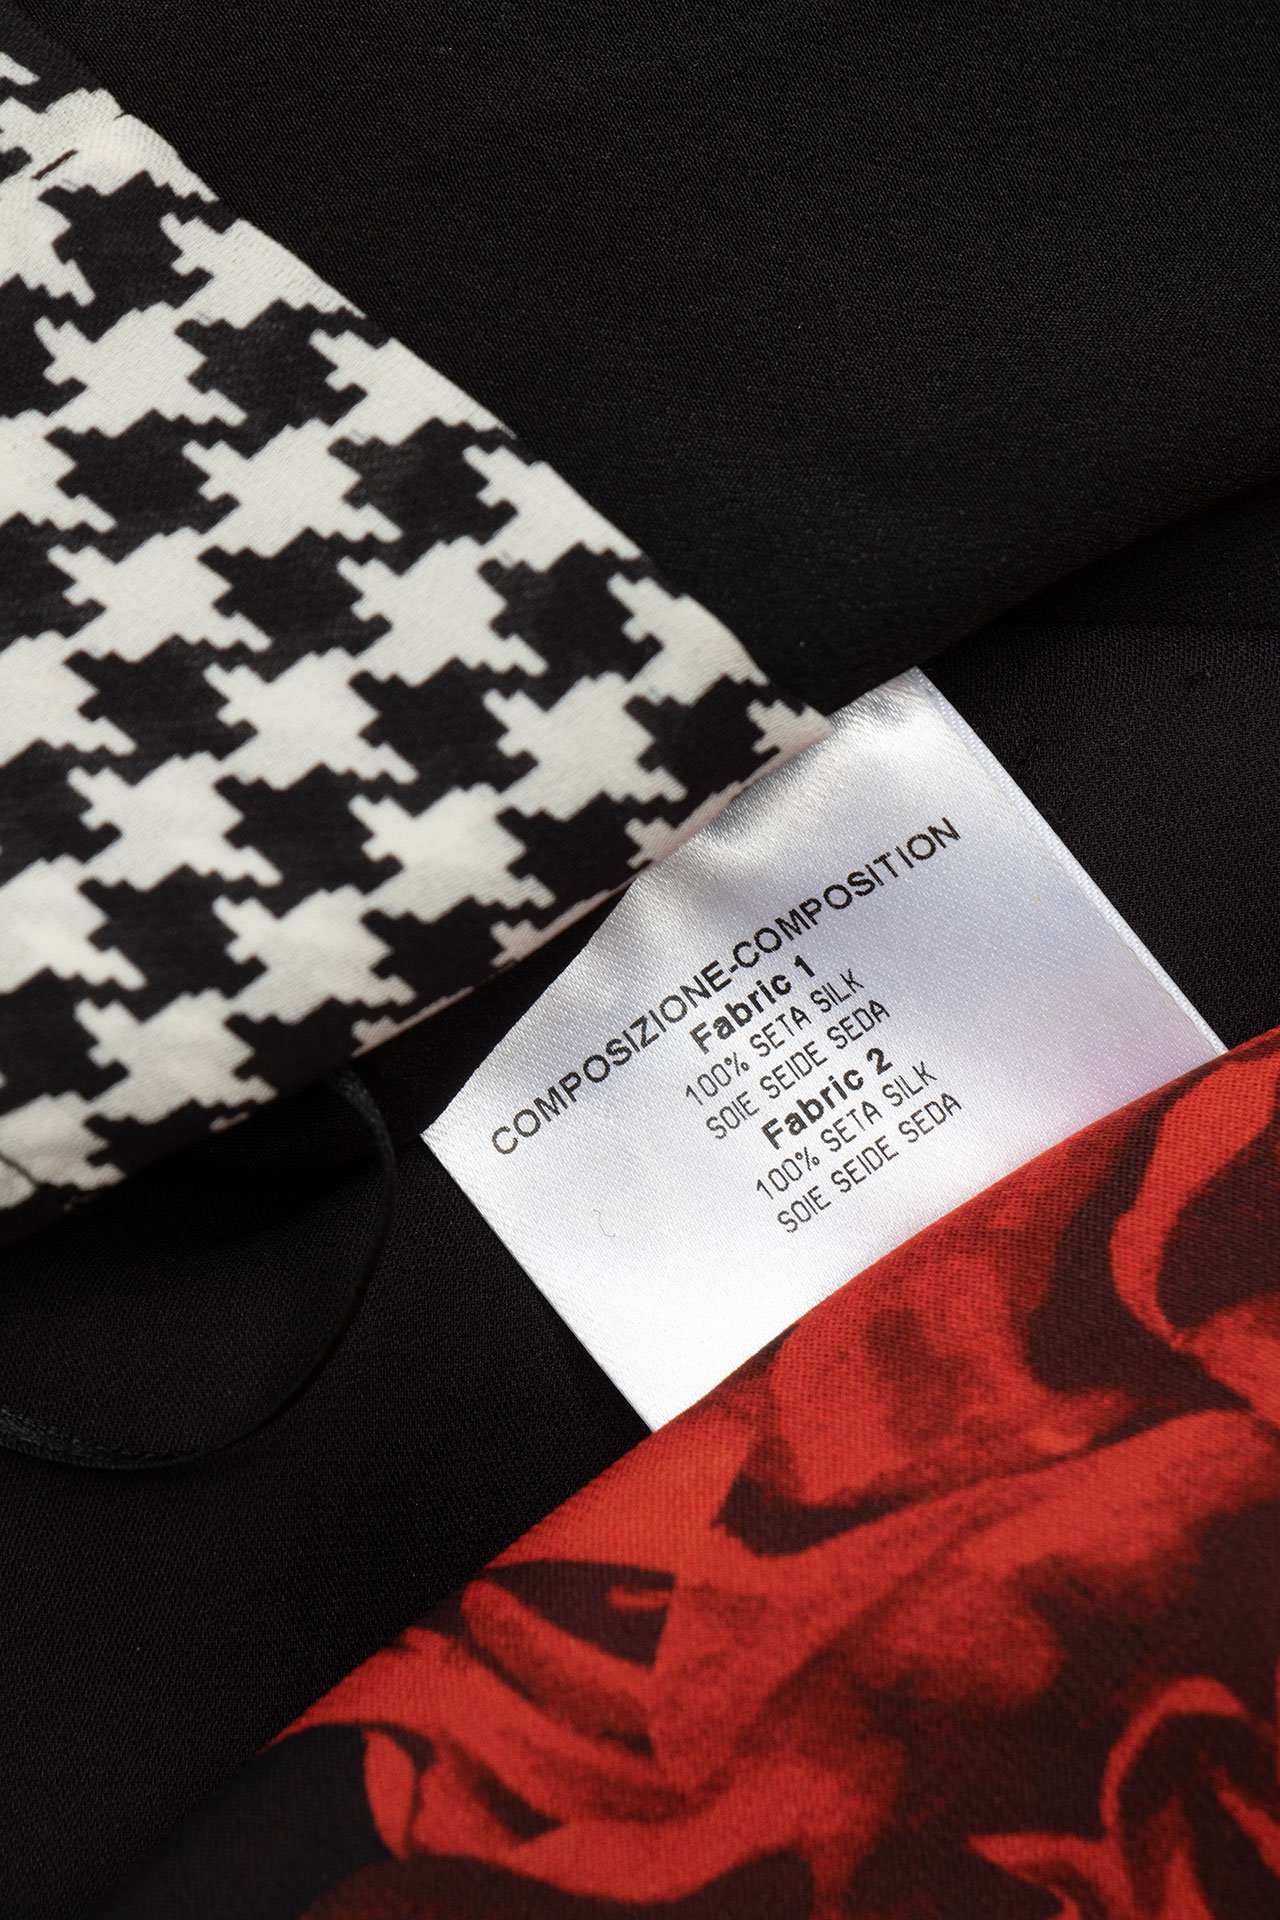 COMPOSIZIONE-COMPOSITION
Fabric 1
100% SETA SILK
SOIE SEIDE SEDA
Fabric 2
100% SETA SILK
SOIE SEIDE SEDA